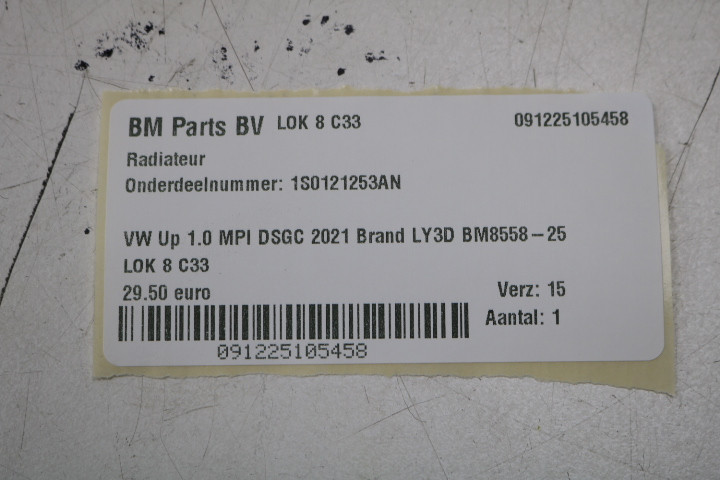 BM Parts BV LOK 8 C33 091225105458
Radiateur
Onderdeelnummer: 1S0121253AN
VW Up 1.0 MPI DSGC 2021 Brand LY3D BM8558-25
LOK 8 C33
29.50 euro Verz: 15
Aantal: 1
091225105458